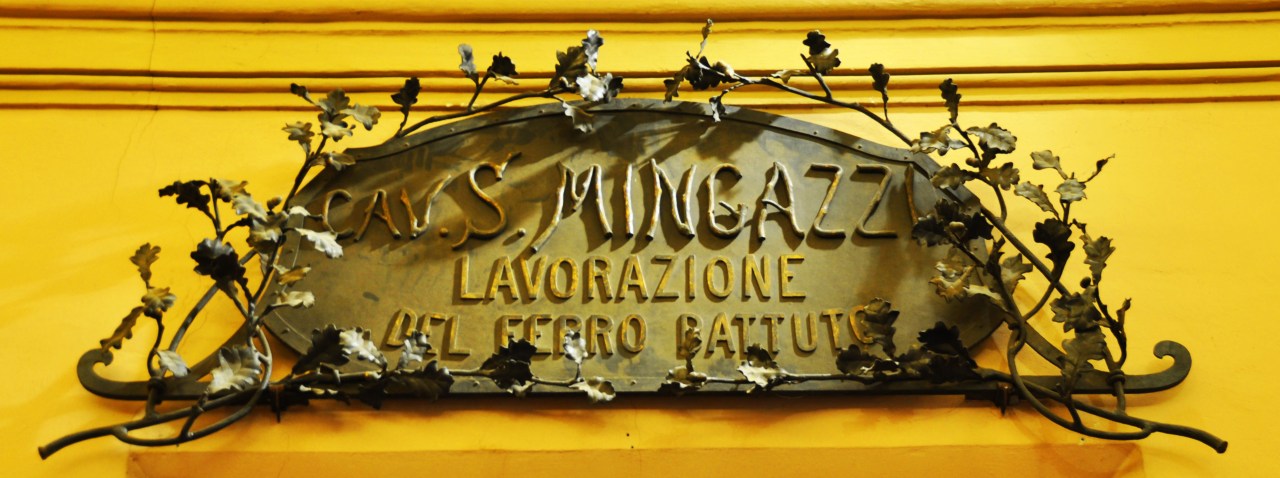 CAV. S. MINGAZZI
LAVORAZIONE
DEL FERRO BATTUTO